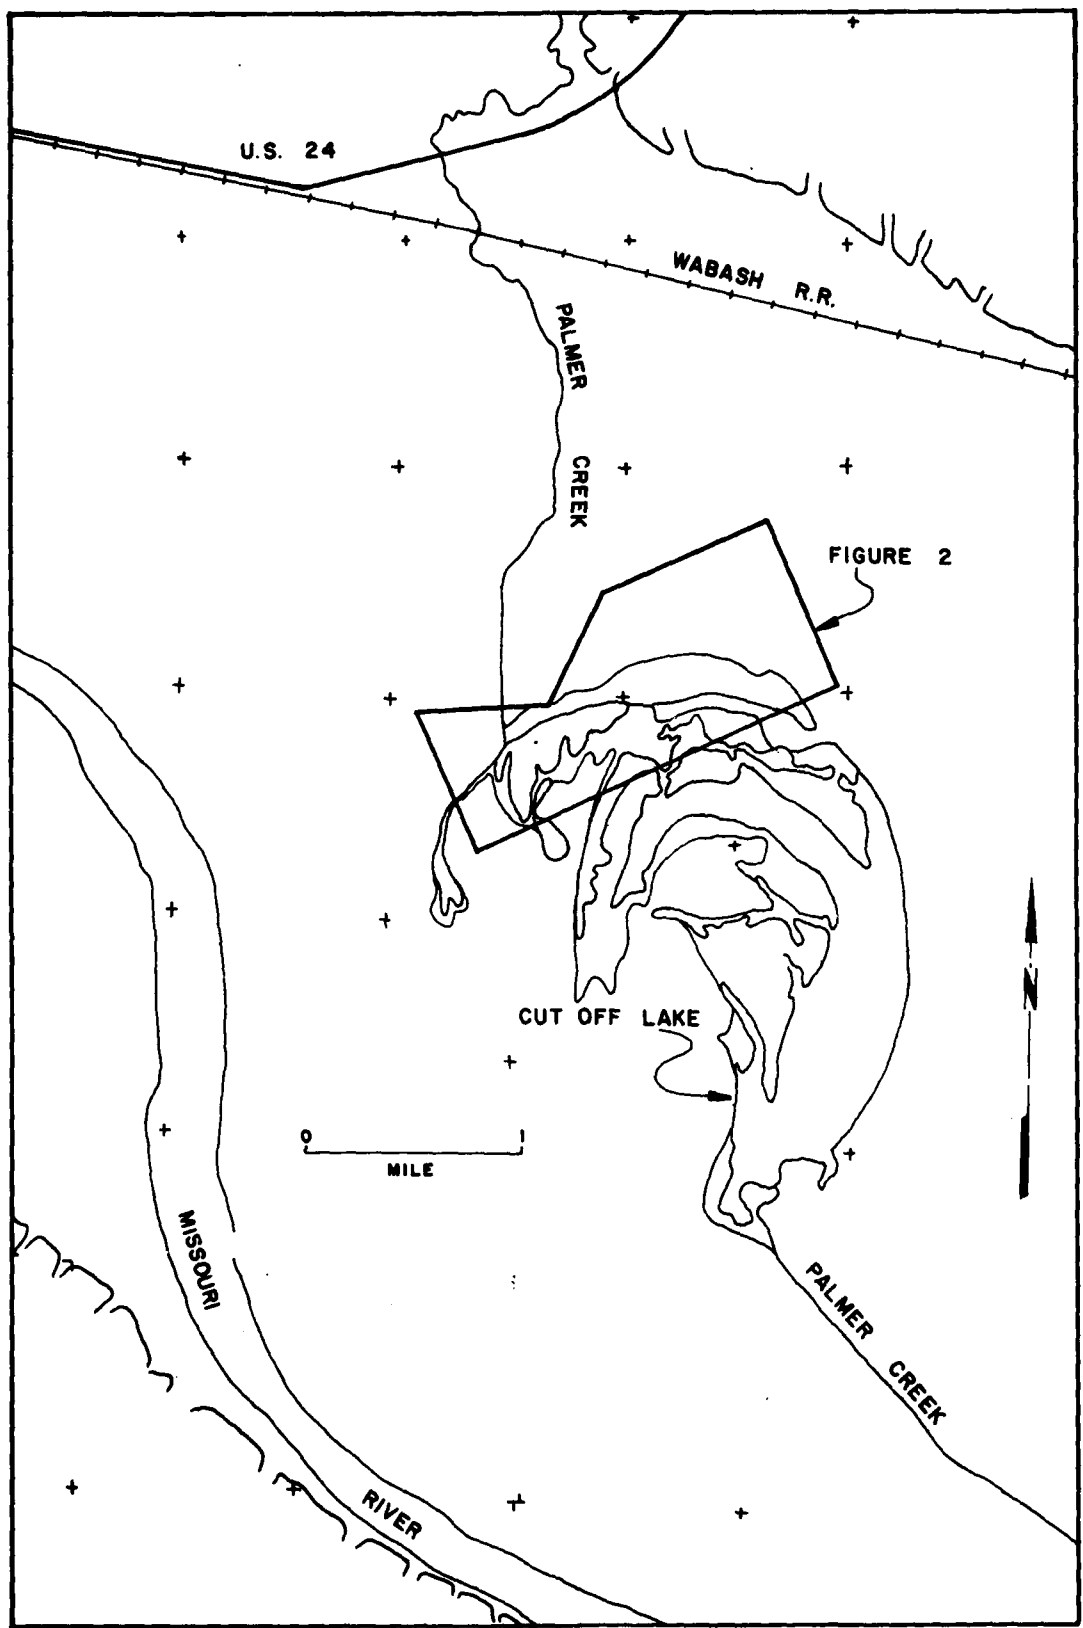 U.S. 24
WABASH R.R.
PALMER
CREEK
FIGURE 2
N
CUT OFF LAKE
0 1
MILE
MISSOURI
RIVER
PALMER
CREEK